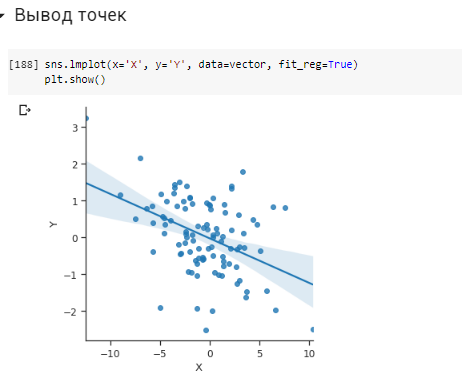 Вывод точек
[188] sns.lmplot(x='X', y='Y', data=vector, fit_reg=True)
plt.show()
3
2
1
0
−1
−2
Y
−10 −5 0 5 10
X